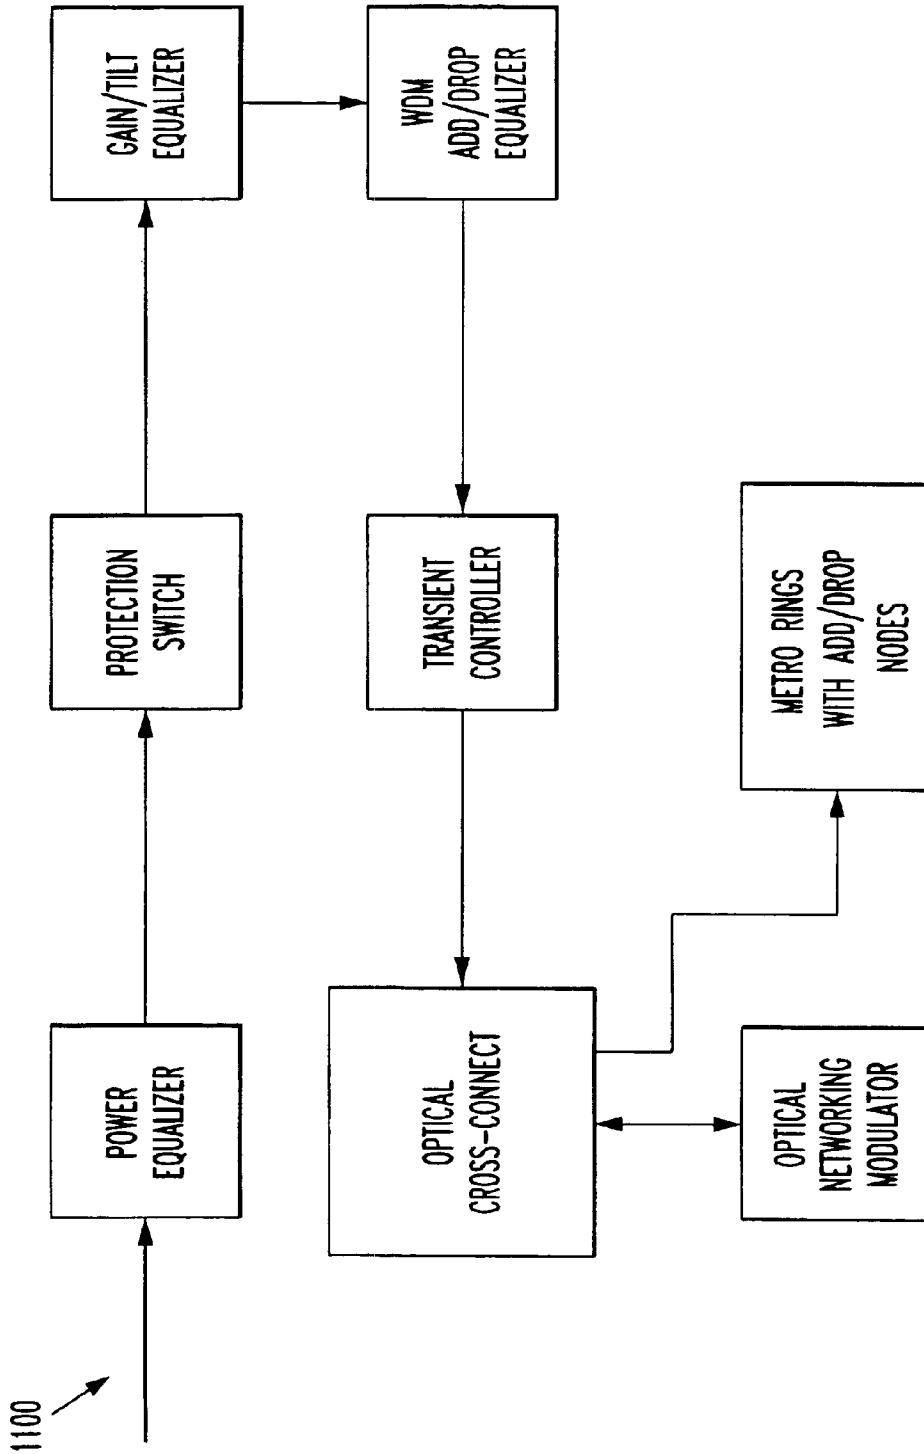 1100
POWER
EQUALIZER
PROTECTION
SWITCH
GAIN/TILT
EQUALIZER
OPTICAL
CROSS-CONNECT
TRANSIENT
CONTROLLER
WDM
ADD/DROP
EQUALIZER
OPTICAL
NETWORKING
MODULATOR
METRO RINGS
WITH ADD/DROP
NODES